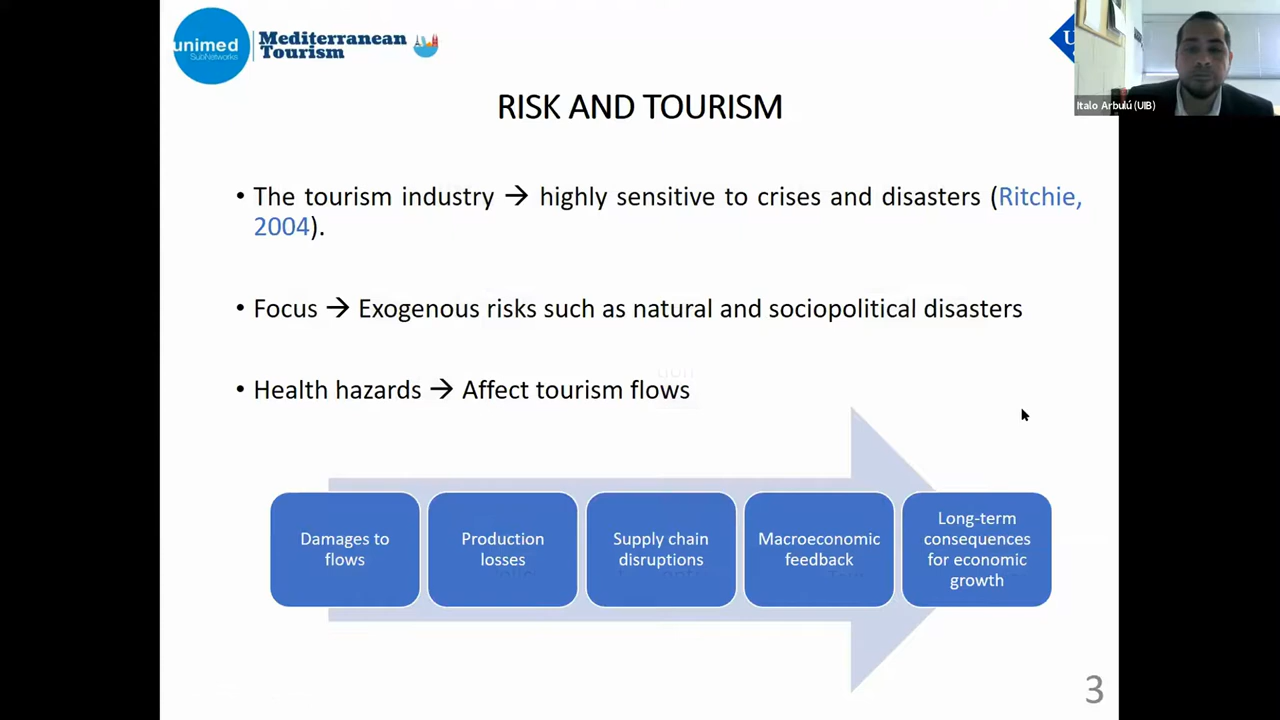 unimed
SubNetworks
Mediterranean
Tourism
U
Italo Arbulú (UIB)
RISK AND TOURISM
• The tourism industry → highly sensitive to crises and disasters (Ritchie,
2004).
• Focus → Exogenous risks such as natural and sociopolitical disasters
• Health hazards → Affect tourism flows
Damages to
flows
Production
losses
Supply chain
disruptions
Macroeconomic
feedback
Long-term
consequences
for economic
growth
3